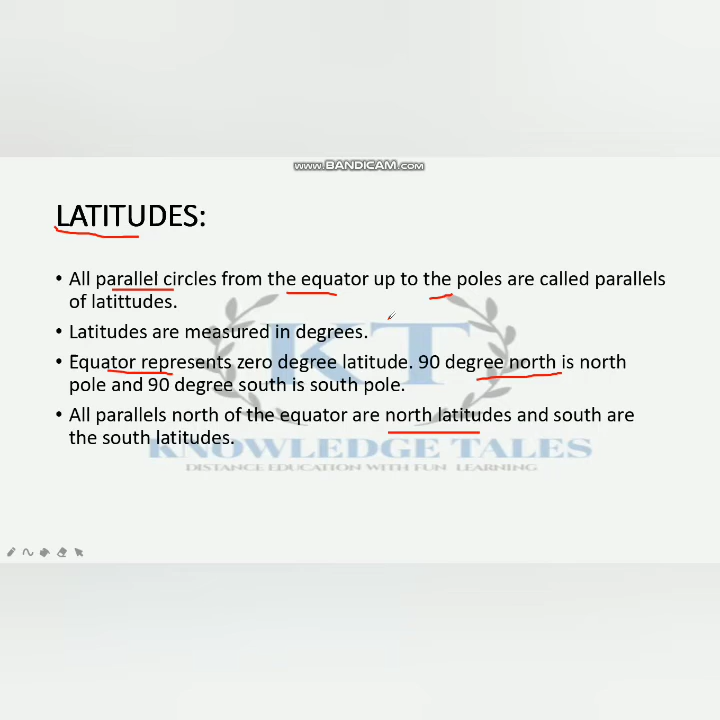 www.BANDICAM.com
LATITUDES:
• All parallel circles from the equator up to the poles are called parallels
of latittudes.
• Latitudes are measured in degrees.
• Equator represents zero degree latitude. 90 degree north is north
pole and 90 degree south is south pole.
• All parallels north of the equator are north latitudes and south are
the south latitudes.
KT
KNOWLEDGE TALES
DISTANCE EDUCATION WITH FUN LEARNING